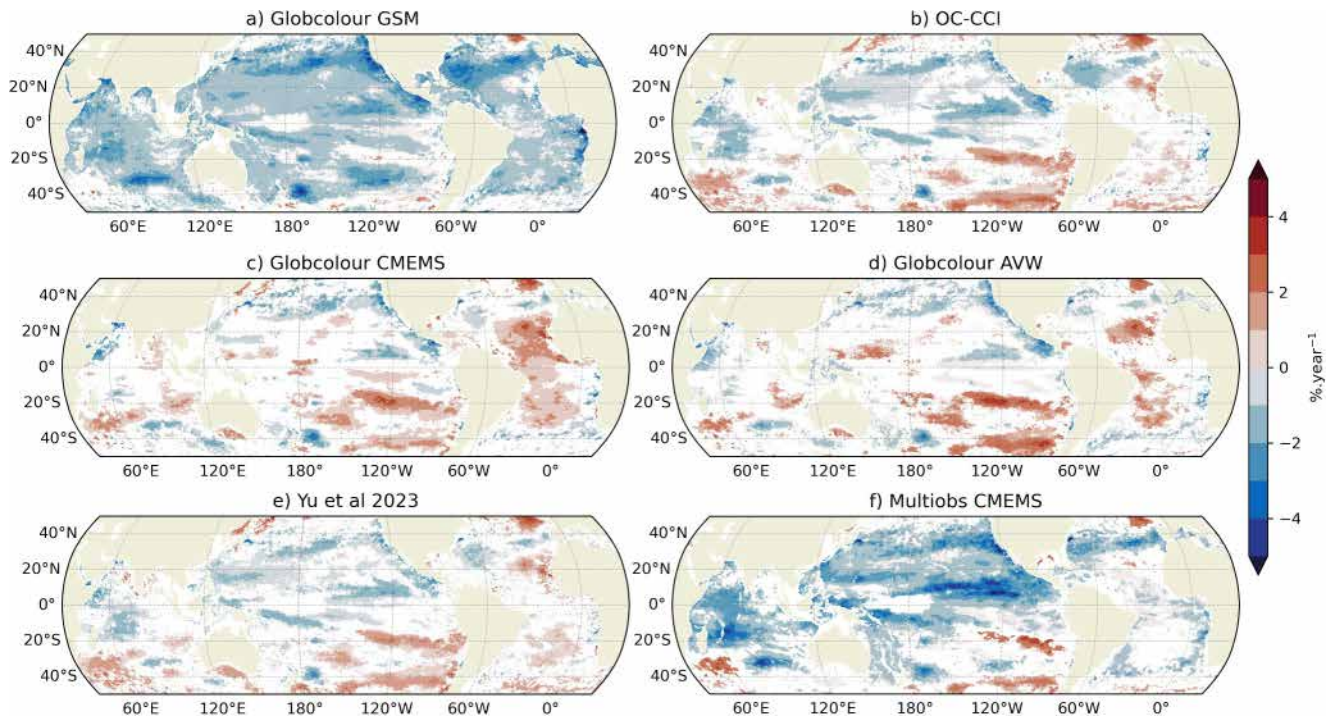 a) Globcolour GSM
b) OC-CCI
40°N
20°N
0°
20°S
40°S
60°E 120°E 180° 120°W 60°W 0°
40°N
20°N
0°
20°S
40°S
60°E 120°E 180° 120°W 60°W 0°
c) Globcolour CMEMS
d) Globcolour AVW
40°N
20°N
0°
20°S
40°S
60°E 120°E 180° 120°W 60°W 0°
40°N
20°N
0°
20°S
40°S
60°E 120°E 180° 120°W 60°W 0°
e) Yu et al 2023
f) Multiobs CMEMS
40°N
20°N
0°
20°S
40°S
60°E 120°E 180° 120°W 60°W 0°
40°N
20°N
0°
20°S
40°S
60°E 120°E 180° 120°W 60°W 0°
4
2
0
−2
−4
%.year⁻¹